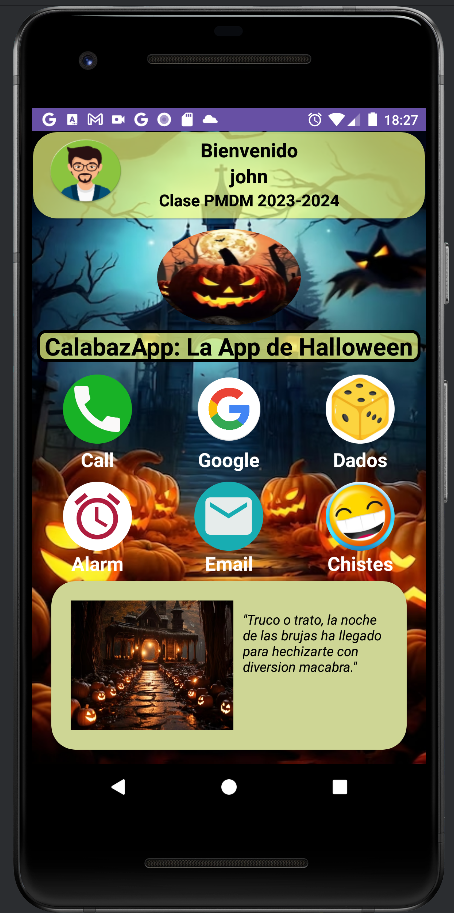 18:27
Bienvenido
john
Clase PMDM 2023-2024
CalabazApp: La App de Halloween
Call
Google
Dados
Alarm
Email
Chistes
"Truco o trato, la noche
de las brujas ha llegado
para hechizarte con
diversion macabra."